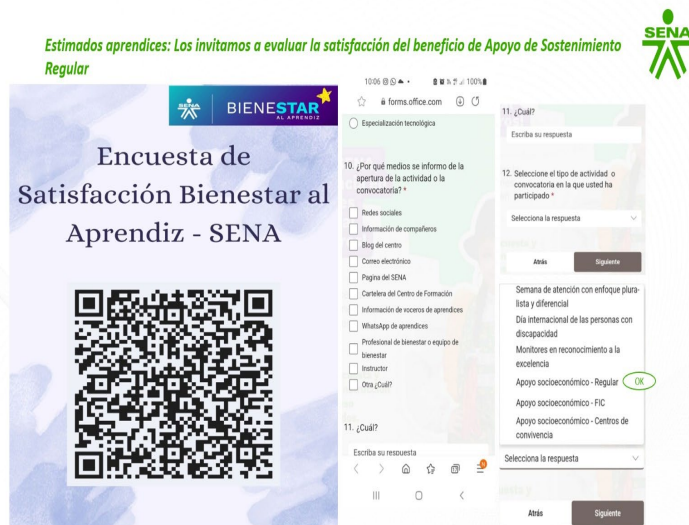 Estimados aprendices: Los invitamos a evaluar la satisfacción del beneficio de Apoyo de Sostenimiento
Regular
SENA
SENA
BIENESTAR
AL APRENDIZ
Encuesta de
Satisfacción Bienestar al
Aprendiz - SENA
10:06
100%
forms.office.com
Especialización tecnológica
10. ¿Por qué medios se informo de la
apertura de la actividad o la
convocatoria? *
Redes sociales
Información de compañeros
Blog del centro
Correo electrónico
Pagina del SENA
Cartelera del Centro de Formación
Información de voceros de aprendices
WhatsApp de aprendices
Profesional de bienestar o equipo de
bienestar
Instructor
Otra ¿Cuál?
11. ¿Cuál?
Escriba su respuesta
11. ¿Cuál?
Escriba su respuesta
12. Seleccione el tipo de actividad o
convocatoria en la que usted ha
participado *
Selecciona la respuesta
Atrás
Siguiente
Semana de atención con enfoque plura-
lista y diferencial
Día internacional de las personas con
discapacidad
Monitores en reconocimiento a la
excelencia
Apoyo socioeconómico - Regular
OK
Apoyo socioeconómico - FIC
Apoyo socioeconómico - Centros de
convivencia
Selecciona la respuesta
Atrás
Siguiente